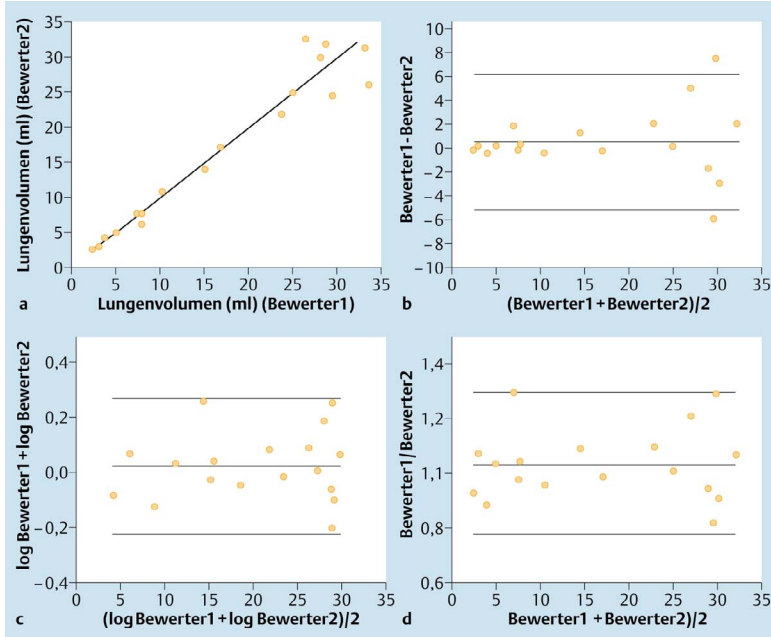 35
30
25
20
15
10
5
0
Lungenvolumen (ml) (Bewerter2)
0 5 10 15 20 25 30 35
a Lungenvolumen (ml) (Bewerter1)
10
8
6
4
2
0
−2
−4
−6
−8
−10
Bewerter1-Bewerter2
0 5 10 15 20 25 30 35
b (Bewerter1+Bewerter2)/2
0,4
0,2
0,0
−0,2
−0,4
log Bewerter1+log Bewerter2
0 5 10 15 20 25 30 35
c (log Bewerter1+log Bewerter2)/2
1,4
1,2
1,1
0,8
0,6
Bewerter1/Bewerter2
0 5 10 15 20 25 30 35
d Bewerter1 +Bewerter2)/2